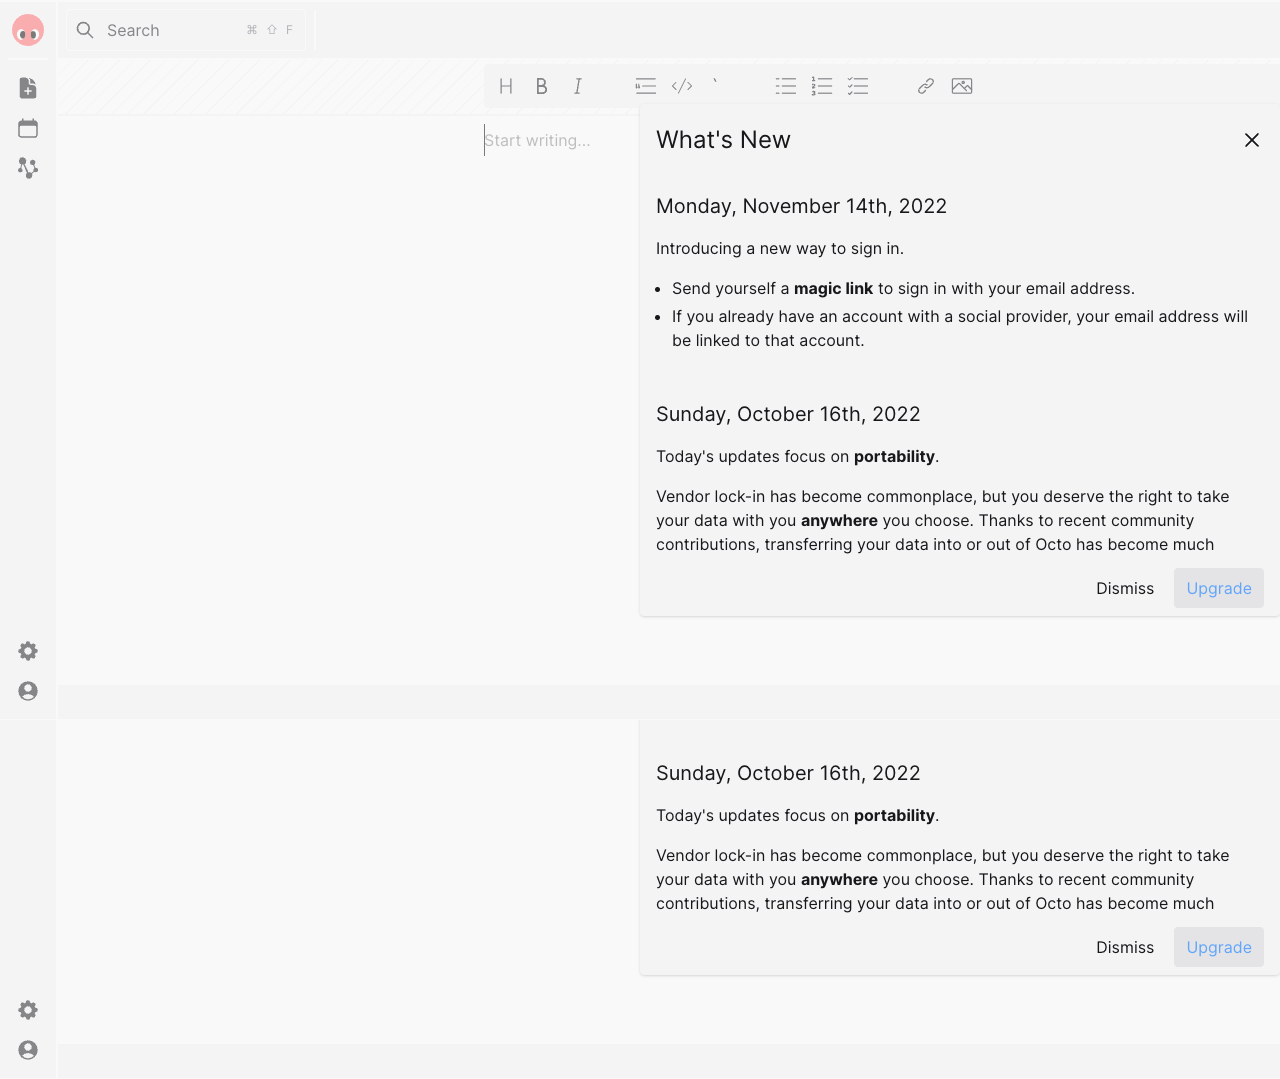 Search ⌘ ⇧ F
H B I </> `
Start writing...
What's New
Monday, November 14th, 2022
Introducing a new way to sign in.
• Send yourself a magic link to sign in with your email address.
• If you already have an account with a social provider, your email address will
be linked to that account.
Sunday, October 16th, 2022
Today's updates focus on portability.
Vendor lock-in has become commonplace, but you deserve the right to take
your data with you anywhere you choose. Thanks to recent community
contributions, transferring your data into or out of Octo has become much
Dismiss Upgrade
Sunday, October 16th, 2022
Today's updates focus on portability.
Vendor lock-in has become commonplace, but you deserve the right to take
your data with you anywhere you choose. Thanks to recent community
contributions, transferring your data into or out of Octo has become much
Dismiss Upgrade